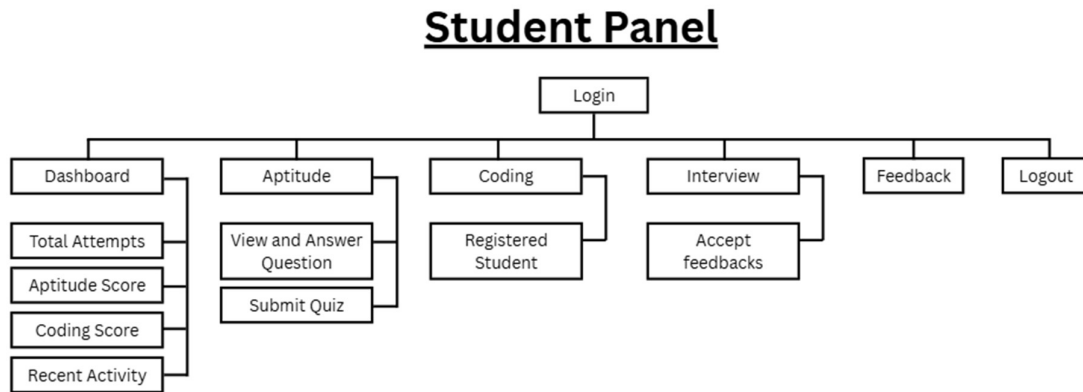 Student Panel
Login
Dashboard
Aptitude
Coding
Interview
Feedback
Logout
Total Attempts
Aptitude Score
Coding Score
Recent Activity
View and Answer
Question
Submit Quiz
Registered
Student
Accept
feedbacks